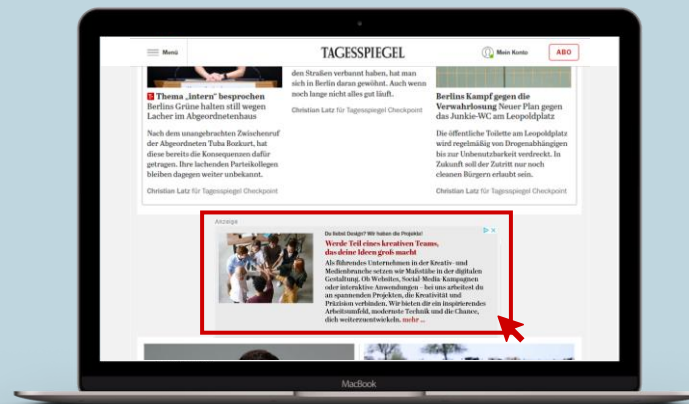 Menü
TAGESSPIEGEL
Mein Konto
ABO
Thema „intern“ besprochen
Berlins Grüne halten still wegen
Lacher im Abgeordnetenhaus
Nach dem unangebrachten Zwischenruf
der Abgeordneten Tuba Bozkurt, hat
diese bereits die Konsequenzen dafür
getragen. Ihre lachenden Parteikollegen
bleiben dagegen weiter unbekannt.
Christian Latz für Tagesspiegel Checkpoint
den Straßen verbannt haben, hat man
sich in Berlin daran gewöhnt. Auch wenn
noch lange nicht alles gut läuft.
Christian Latz für Tagesspiegel Checkpoint
Berlins Kampf gegen die
Verwahrlosung Neuer Plan gegen
das Junkie-WC am Leopoldplatz
Die öffentliche Toilette am Leopoldplatz
wird regelmäßig von Drogenabhängigen
bis zur Unbenutzbarkeit verdreckt. In
Zukunft soll der Zutritt nur noch
cleanen Bürgern erlaubt sein.
Christian Latz für Tagesspiegel Checkpoint
Anzeige
Du liebst Design? Wir haben die Projekte!
Werde Teil eines kreativen Teams,
das deine Ideen groß macht
Als führendes Unternehmen in der Kreativ- und
Medienbranche setzen wir Maßstäbe in der digitalen
Gestaltung. Ob Websites, Social-Media-Kampagnen
oder interaktive Anwendungen – bei uns arbeitest du
an spannenden Projekten, die Kreativität und
Präzision verbinden. Wir bieten dir ein inspirierendes
Arbeitsumfeld, modernste Technik und die Chance,
dich weiterzuentwickeln. mehr ...
MacBook